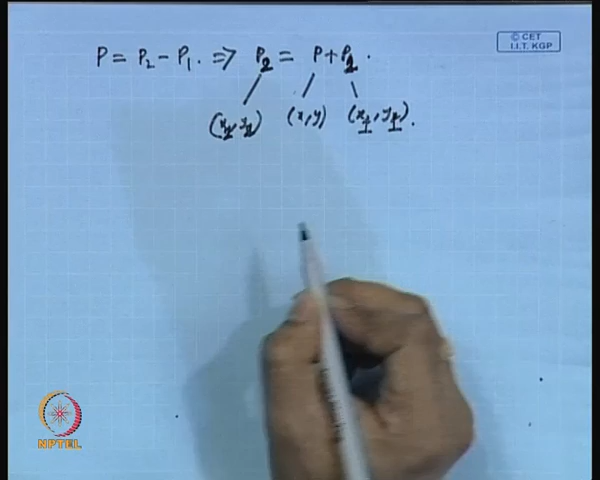 P = P₂ - P₁. ⇒ P₂ = P + P₁.
(x₂, y₂) (x, y) (x₁, y₁).
© CET
I.I.T. KGP
NPTEL